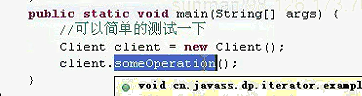 public static void main(String[] args) {
//可以简单的测试一下
Client client = new Client();
client.someOperation();
void cn.javass.dp.iterator.exampl